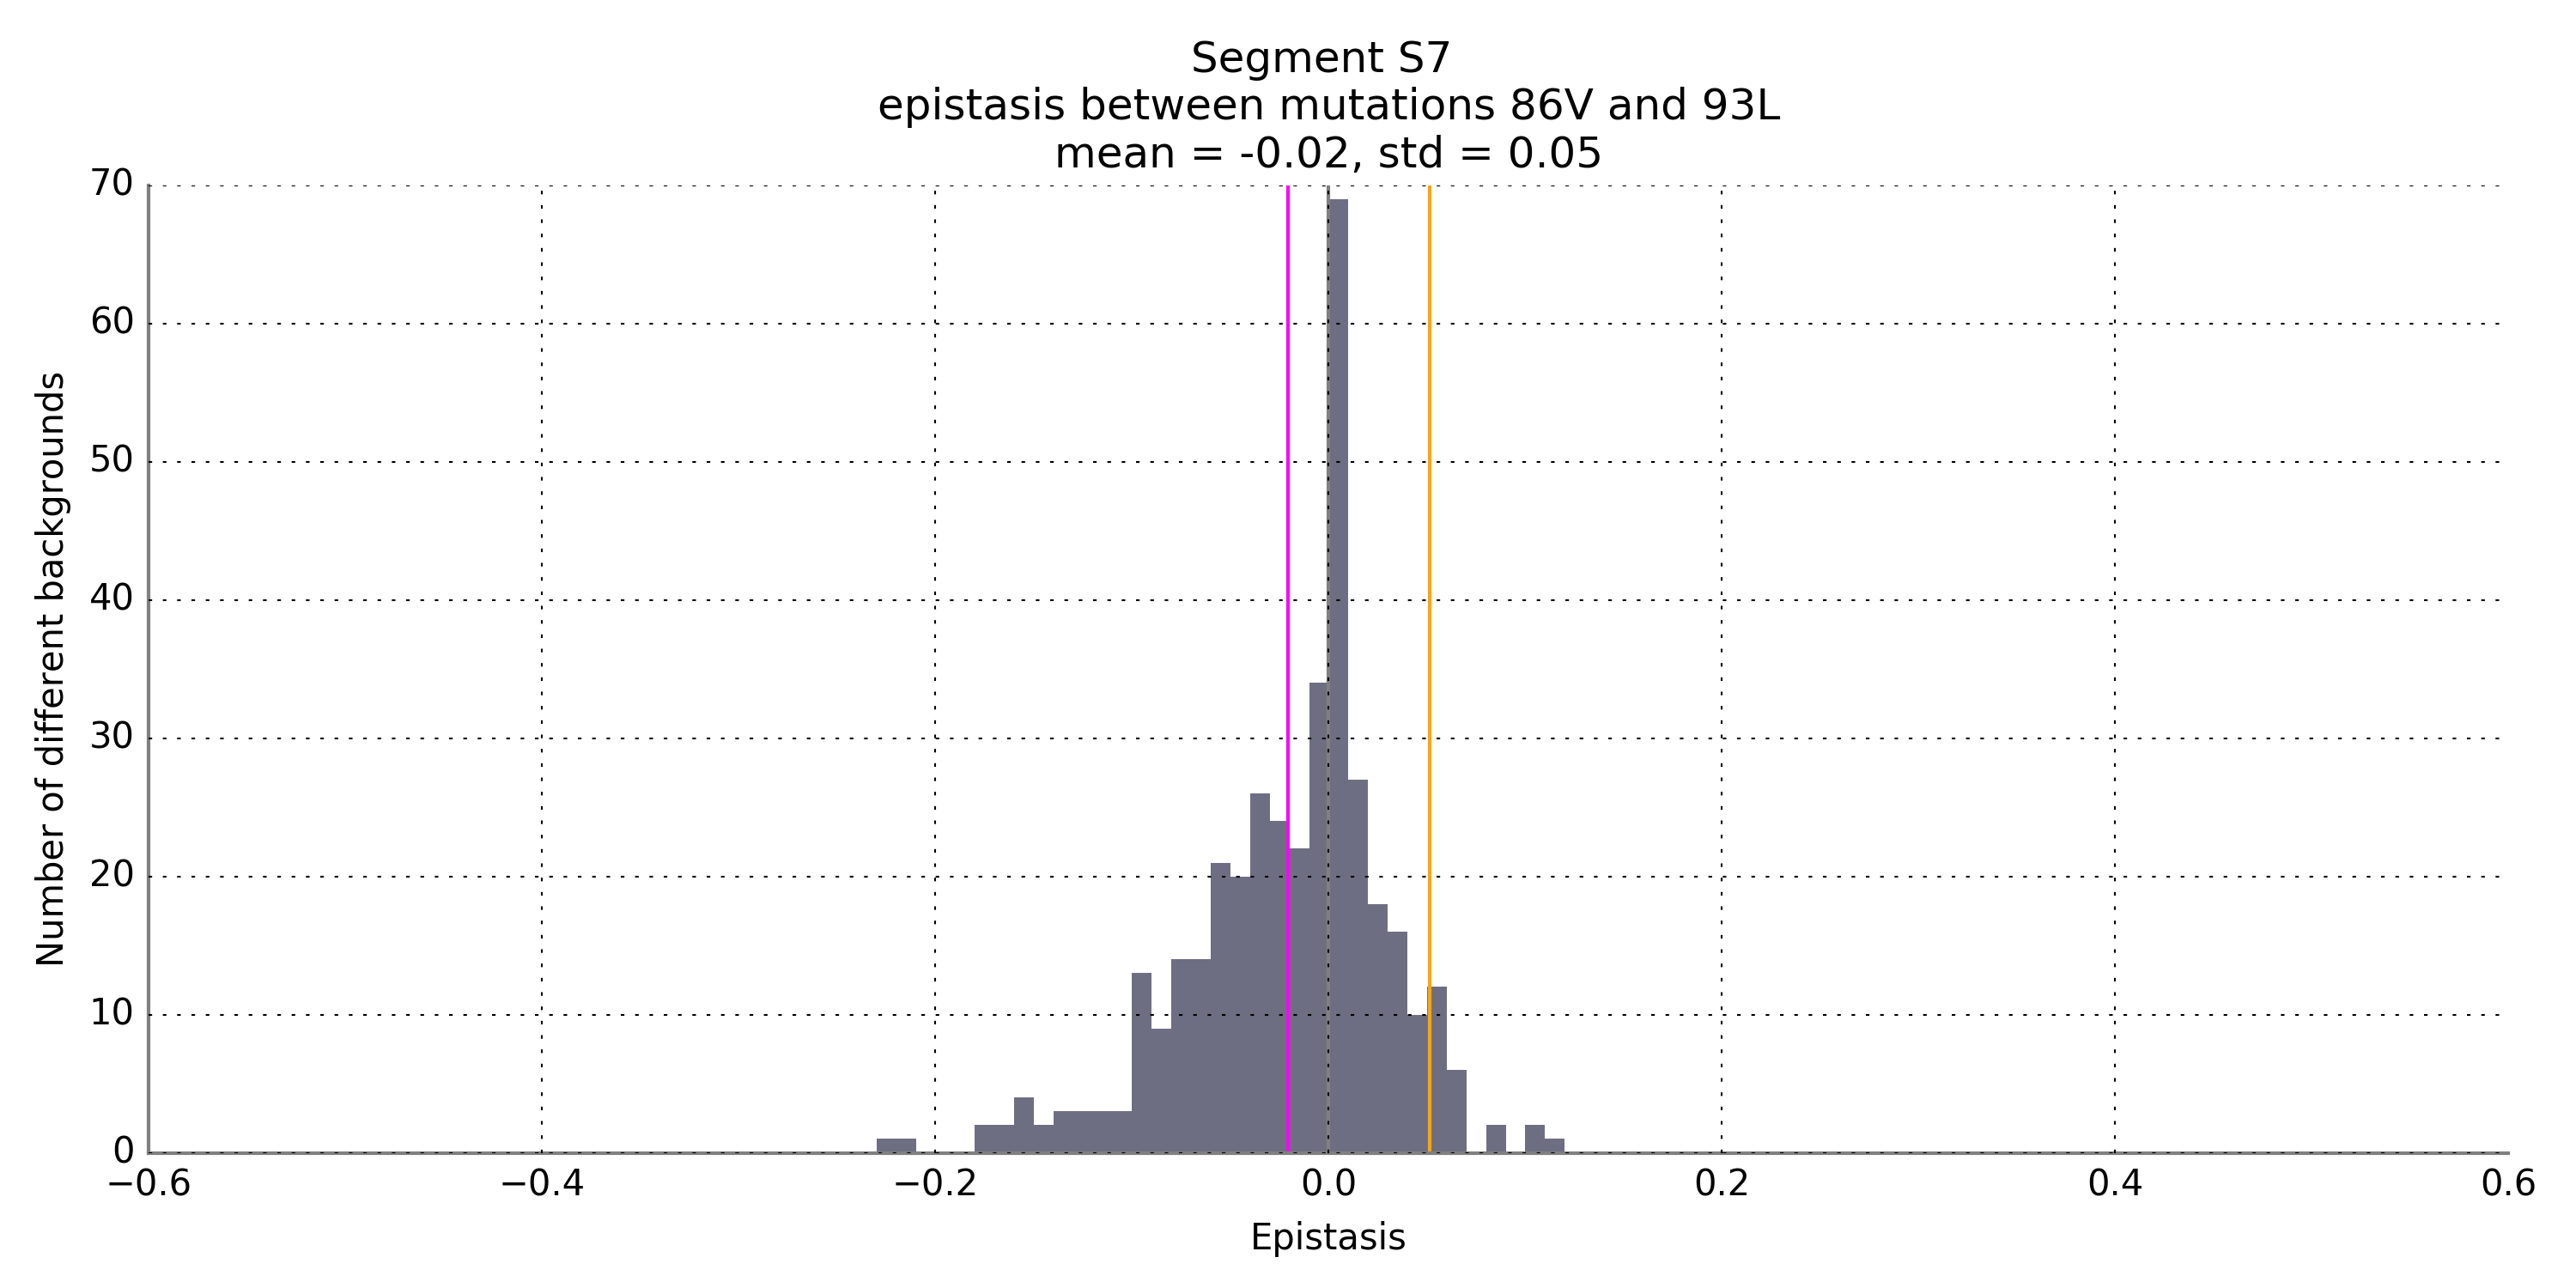 Segment S7
epistasis between mutations 86V and 93L
mean = -0.02, std = 0.05
70
60
50
40
30
20
10
0
Number of different backgrounds
−0.6 −0.4 −0.2 0.0 0.2 0.4 0.6
Epistasis